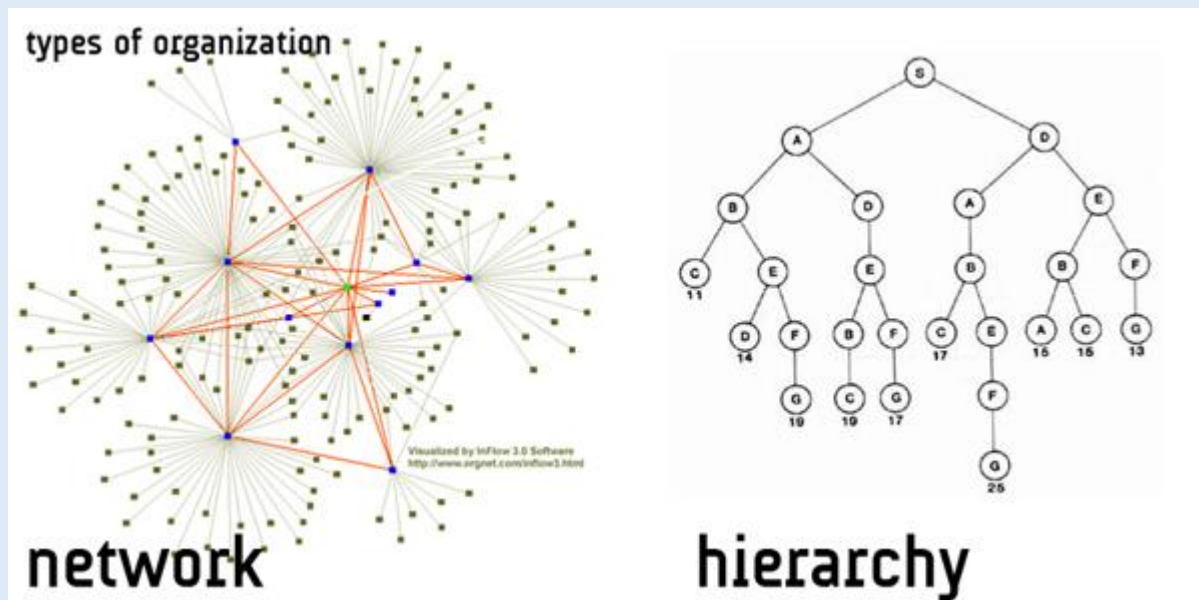 types of organization
S
A D
B D A E
C E E B B F
11
D F B F C E A C G
14 17 15 15 13
G C G F
19 19 17
G
25
Visualized by InFlow 3.0 Software
http://www.orgnet.com/inflow3.html
network hierarchy